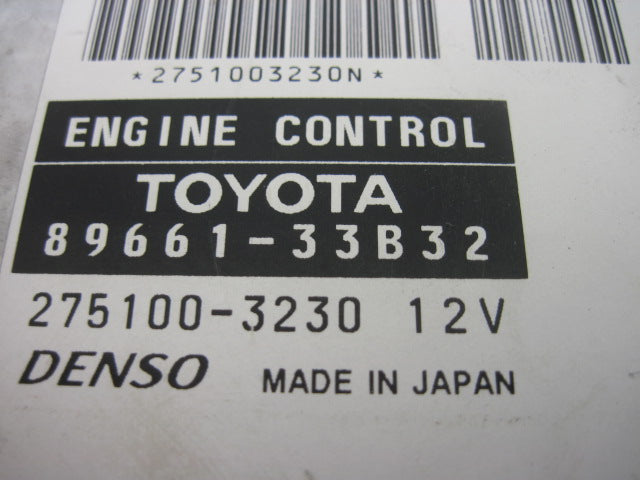 *2751003230N*
ENGINE CONTROL
TOYOTA
89661-33B32
275100-3230 12V
DENSO MADE IN JAPAN